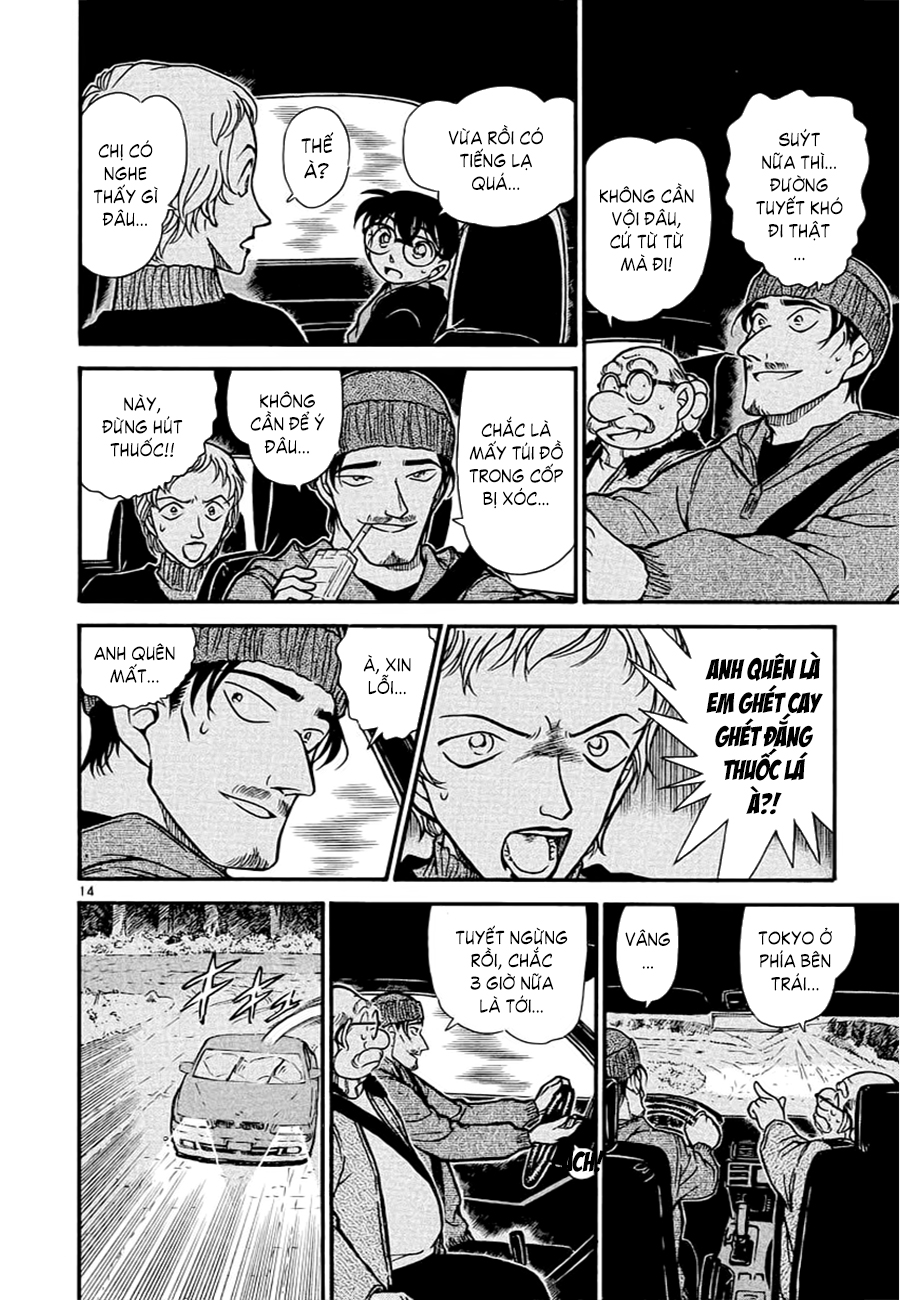 SUÝT
NỮA THÌ...
ĐƯỜNG
TUYẾT KHÓ
ĐI THẬT
...
KHÔNG CẦN
VỘI ĐÂU,
CỨ TỪ TỪ
MÀ ĐI!
VỪA RỒI CÓ
TIẾNG LẠ
QUÁ...
THẾ
À?
CHỊ CÓ
NGHE
THẤY GÌ
ĐÂU...
CHẮC LÀ
MẤY TÚI ĐỒ
TRONG CỐP
BỊ XÓC...
KHÔNG
CẦN ĐỂ Ý
ĐÂU.
NÀY,
ĐỪNG HÚT
THUỐC!!
ANH QUÊN LÀ
EM GHÉT CAY
GHÉT ĐẮNG
THUỐC LÁ
À?!
À, XIN
LỖI...
ANH QUÊN
MẤT...
14
TOKYO Ở
PHÍA BÊN
TRÁI...
VÂNG
...
TUYẾT NGỪNG
RỒI, CHẮC
3 GIỜ NỮA
LÀ TỚI...
ẠCH!
キキキ